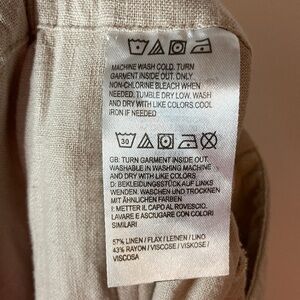 MACHINE WASH COLD. TURN
GARMENT INSIDE OUT. ONLY
NON-CHLORINE BLEACH WHEN
NEEDED. TUMBLE DRY LOW. WASH
AND DRY WITH LIKE COLORS.COOL
IRON IF NEEDED
30
GB: TURN GARMENT INSIDE OUT.
WASHABLE IN WASHING MACHINE
AND DRY WITH LIKE COLORS
D: BEKLEIDUNGSSTÜCK AUF LINKS
WENDEN. WASCHEN UND TROCKNEN
MIT ÄHNLICHEN FARBEN
I: METTER IL CAPO AL ROVESCIO.
LAVARE E ASCIUGARE CON COLORI
SIMILARI
57% LINEN / FLAX / LEINEN / LINO
43% RAYON / VISCOSE / VISKOSE /
VISCOSA